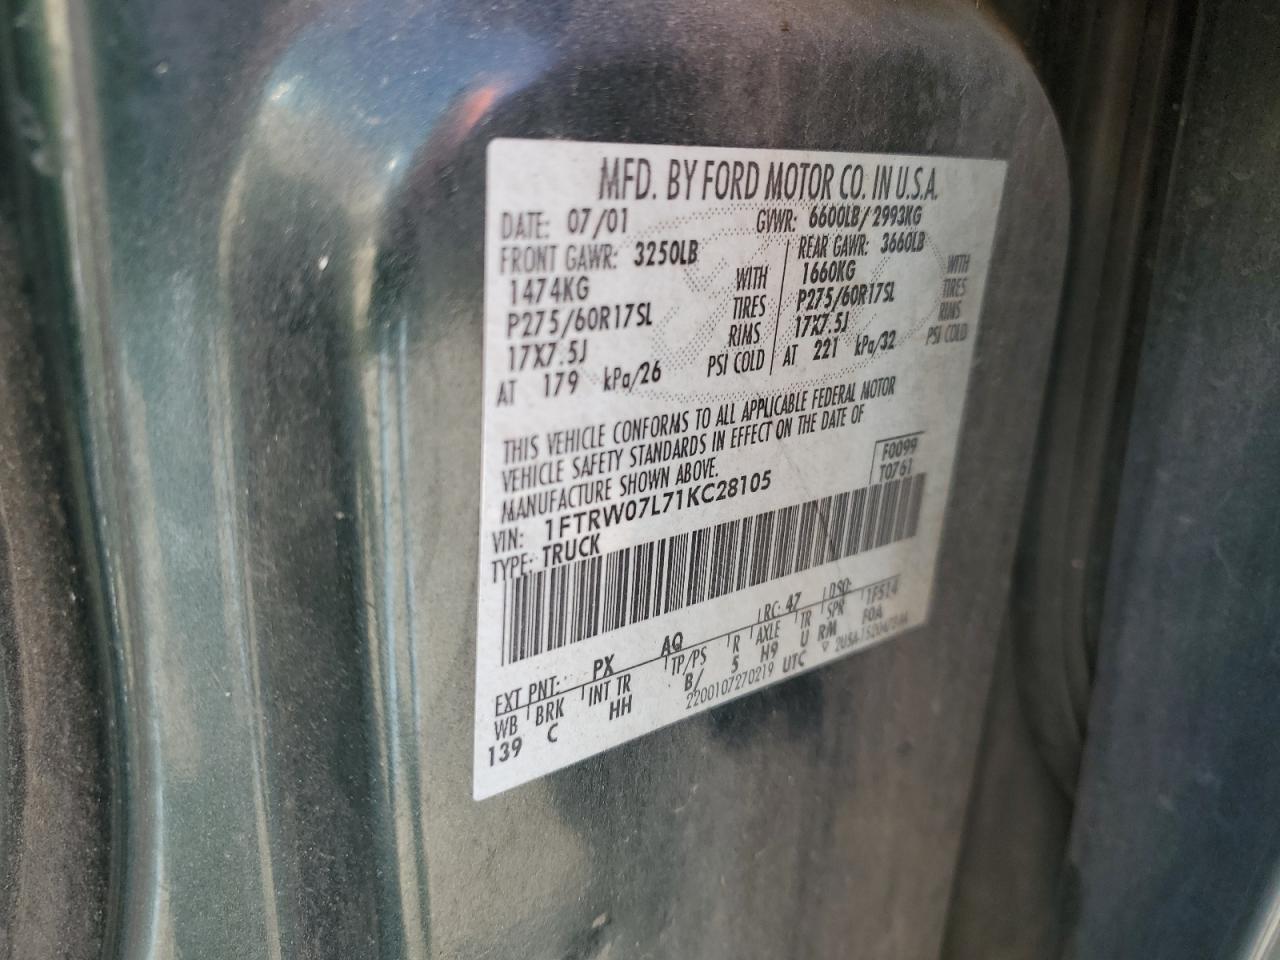 MFD. BY FORD MOTOR CO. IN U.S.A.
DATE: 07/01 GVWR: 6600LB/2993KG
FRONT GAWR: 3250LB REAR GAWR: 3660LB
1474KG WITH 1660KG WITH
P275/60R17SL TIRES P275/60R17SL TIRES
17X7.5J RIMS 17X7.5J RIMS
AT 179 kPa/26 PSI COLD AT 221 kPa/32 PSI COLD
THIS VEHICLE CONFORMS TO ALL APPLICABLE FEDERAL MOTOR
VEHICLE SAFETY STANDARDS IN EFFECT ON THE DATE OF
MANUFACTURE SHOWN ABOVE.
F0099
T0761
VIN: 1FTRW07L71KC28105
TYPE: TRUCK
EXT PNT: PX AQ RC: 47 DSO:
WB BRK INT TR TP/PS R AXLE TR SPR 1F514
139 C HH B/ 5 H9 U RM FOA
2200107270219 UTC